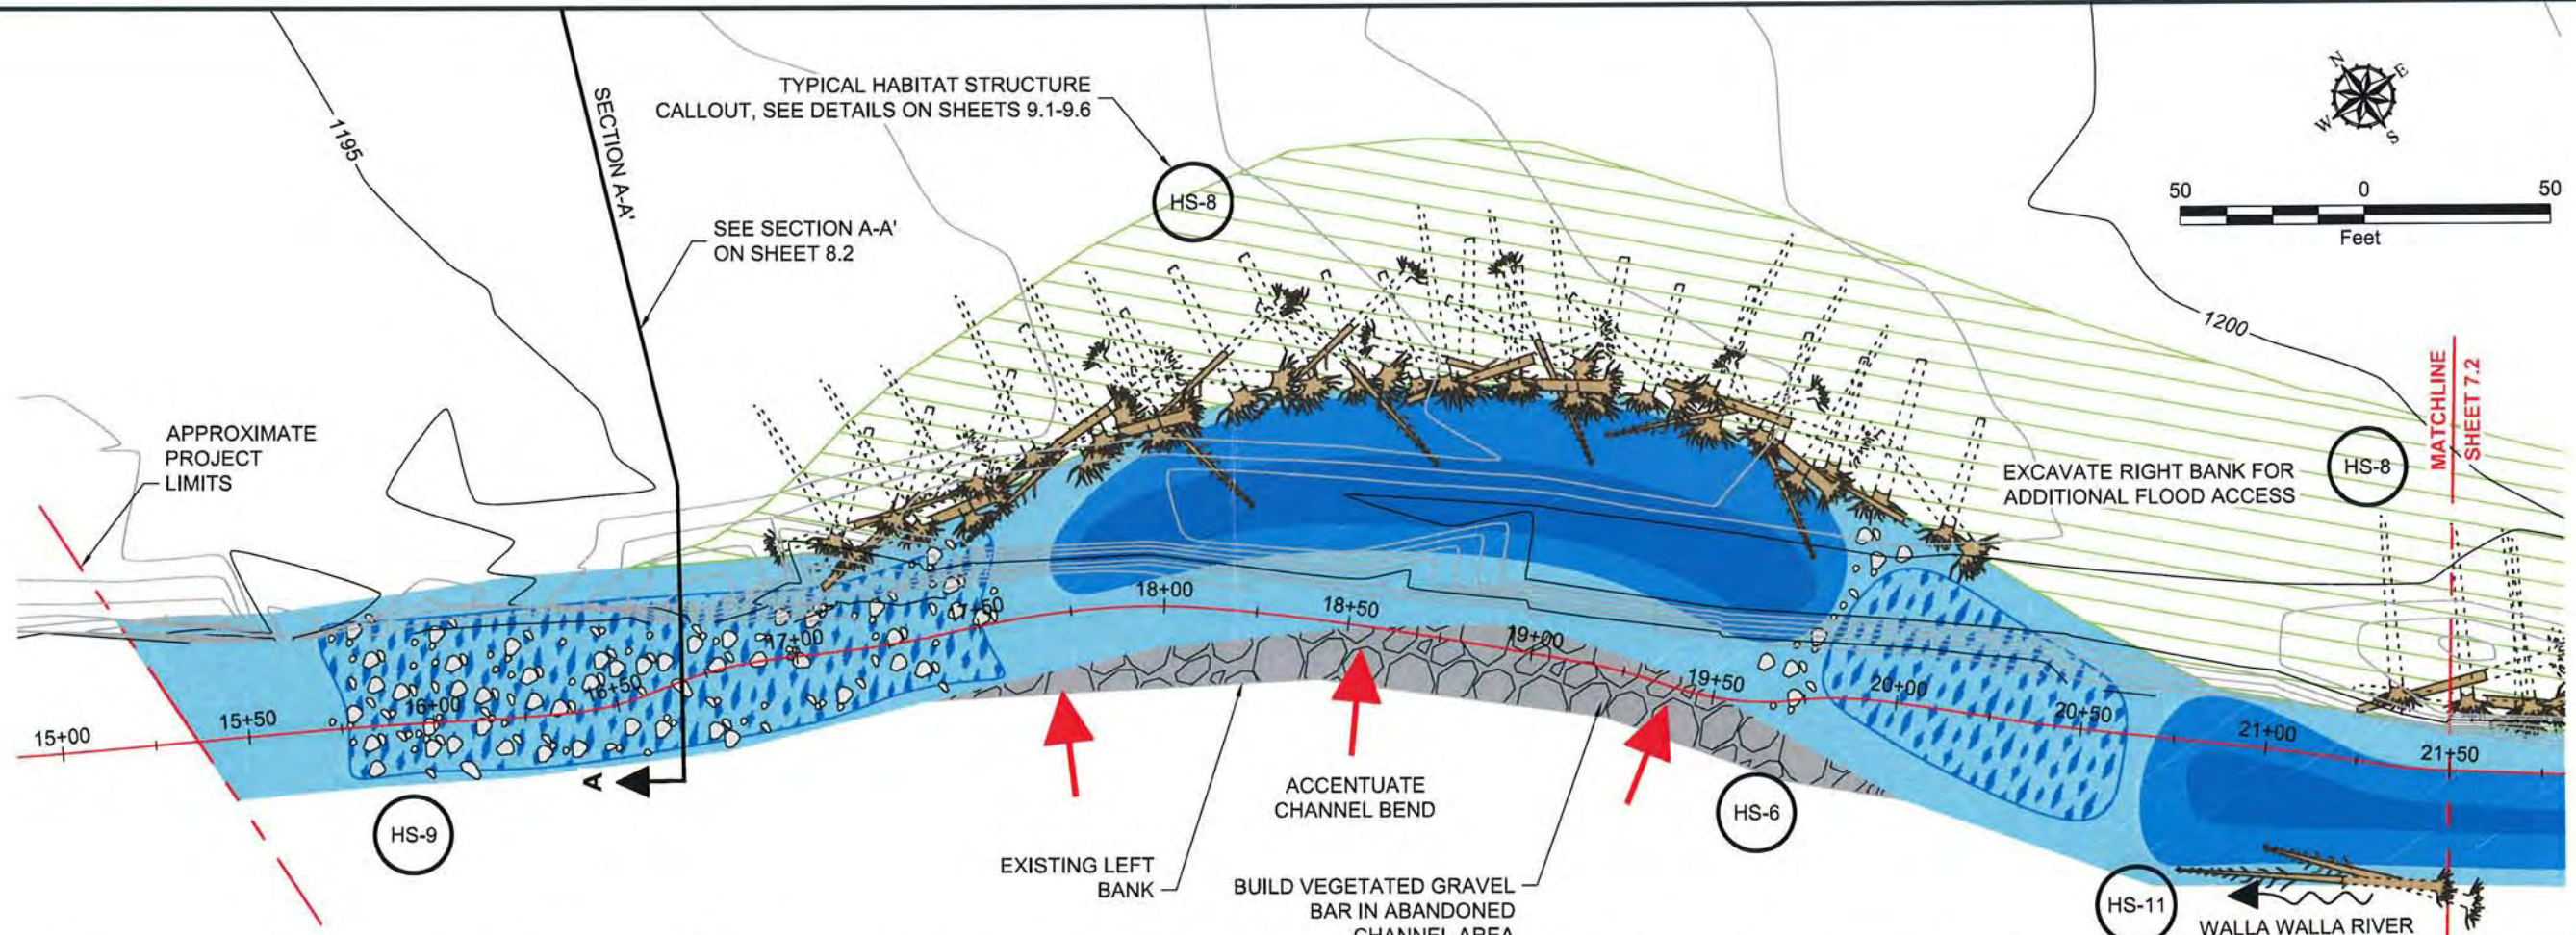 1195
SECTION A-A'
TYPICAL HABITAT STRUCTURE
CALLOUT, SEE DETAILS ON SHEETS 9.1-9.6
HS-8
SEE SECTION A-A'
ON SHEET 8.2
N
E
W
S
50
0
50
Feet
1200
MATCHLINE
SHEET 7.2
APPROXIMATE
PROJECT
LIMITS
EXCAVATE RIGHT BANK FOR
ADDITIONAL FLOOD ACCESS
HS-8
15+00
15+50
16+00
16+50
17+00
17+50
18+00
18+50
19+00
19+50
20+00
20+50
21+00
21+50
A
HS-9
ACCENTUATE
CHANNEL BEND
HS-6
EXISTING LEFT
BANK
BUILD VEGETATED GRAVEL
BAR IN ABANDONED
CHANNEL AREA
HS-11
WALLA WALLA RIVER